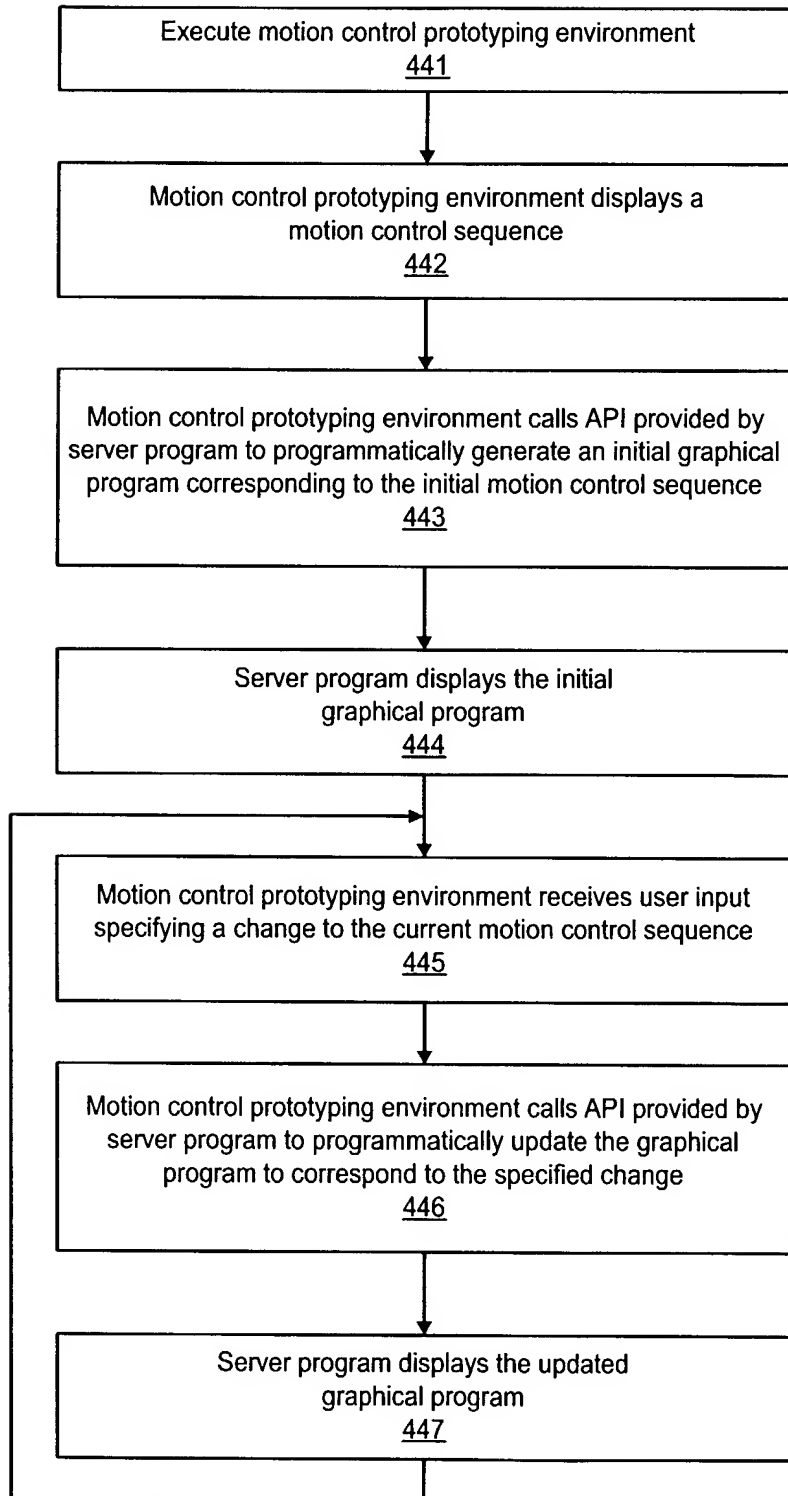 Execute motion control prototyping environment
441
Motion control prototyping environment displays a
motion control sequence
442
Motion control prototyping environment calls API provided by
server program to programmatically generate an initial graphical
program corresponding to the initial motion control sequence
443
Server program displays the initial
graphical program
444
Motion control prototyping environment receives user input
specifying a change to the current motion control sequence
445
Motion control prototyping environment calls API provided by
server program to programmatically update the graphical
program to correspond to the specified change
446
Server program displays the updated
graphical program
447